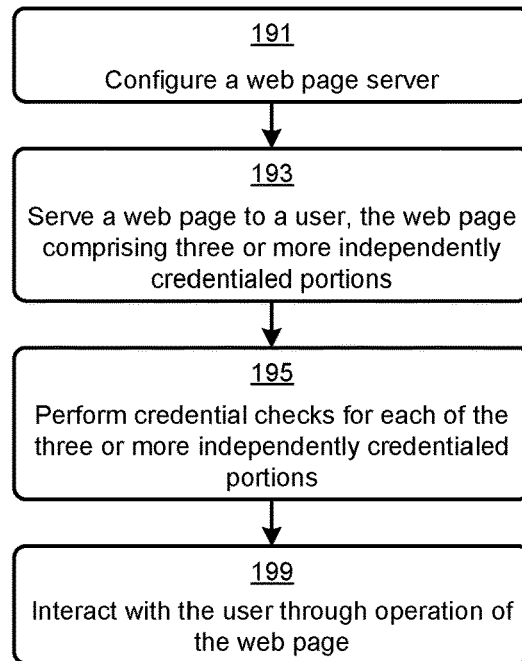 191
Configure a web page server
193
Serve a web page to a user, the web page
comprising three or more independently
credentialed portions
195
Perform credential checks for each of the
three or more independently credentialed
portions
199
Interact with the user through operation of
the web page